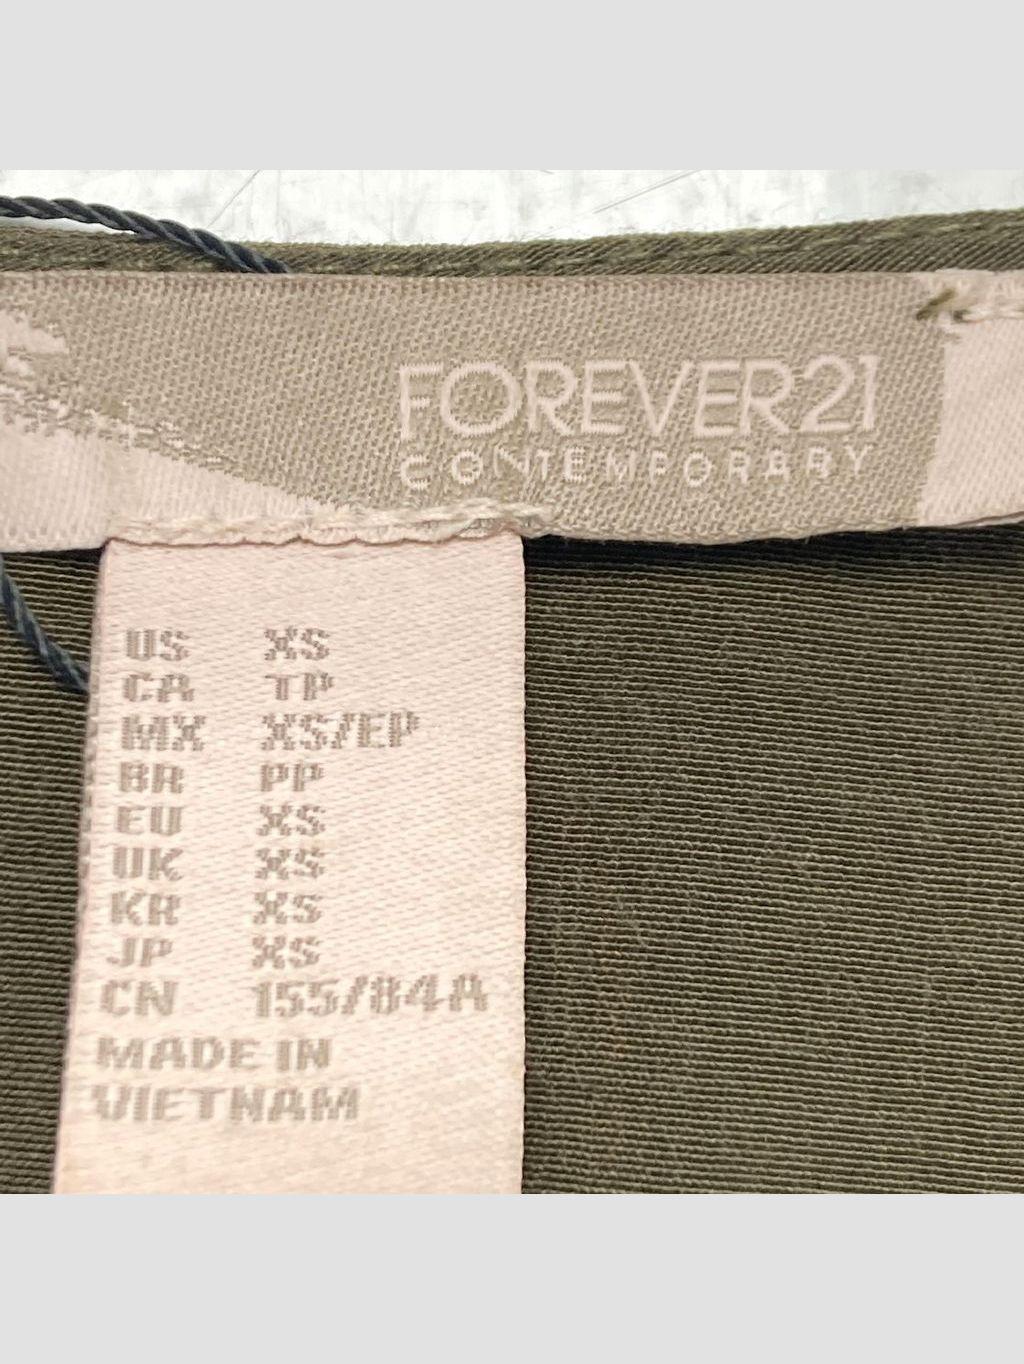 FOREVER21
CONTEMPORARY
US XS
CA TP
MX XS/EP
BR PP
EU XS
UK XS
KR XS
JP XS
CN 155/84A
MADE IN
VIETNAM